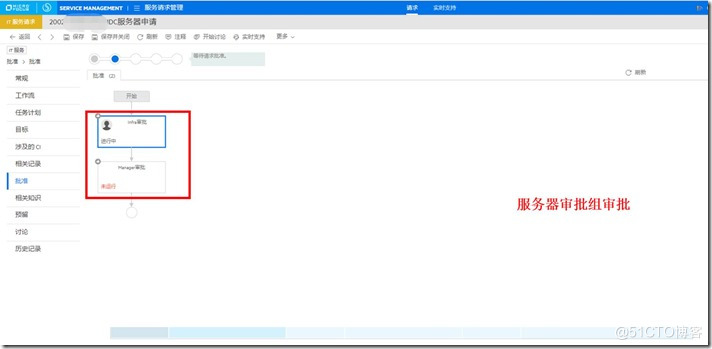 SERVICE MANAGEMENT 服务请求管理 请求 实时支持
IT 服务请求 2002 DC服务器申请
返回 保存 保存并关闭 刷新 注释 开始讨论 实时支持 更多
IT 服务
批准 > 批准
等待请求批准。
常规
工作流
任务计划
目标
涉及的 CI
相关记录
批准
相关知识
预留
讨论
历史记录
批准 (2)
刷新
开始
Infra审批
进行中
Manager审批
未运行
服务器审批组审批
@51CTO博客